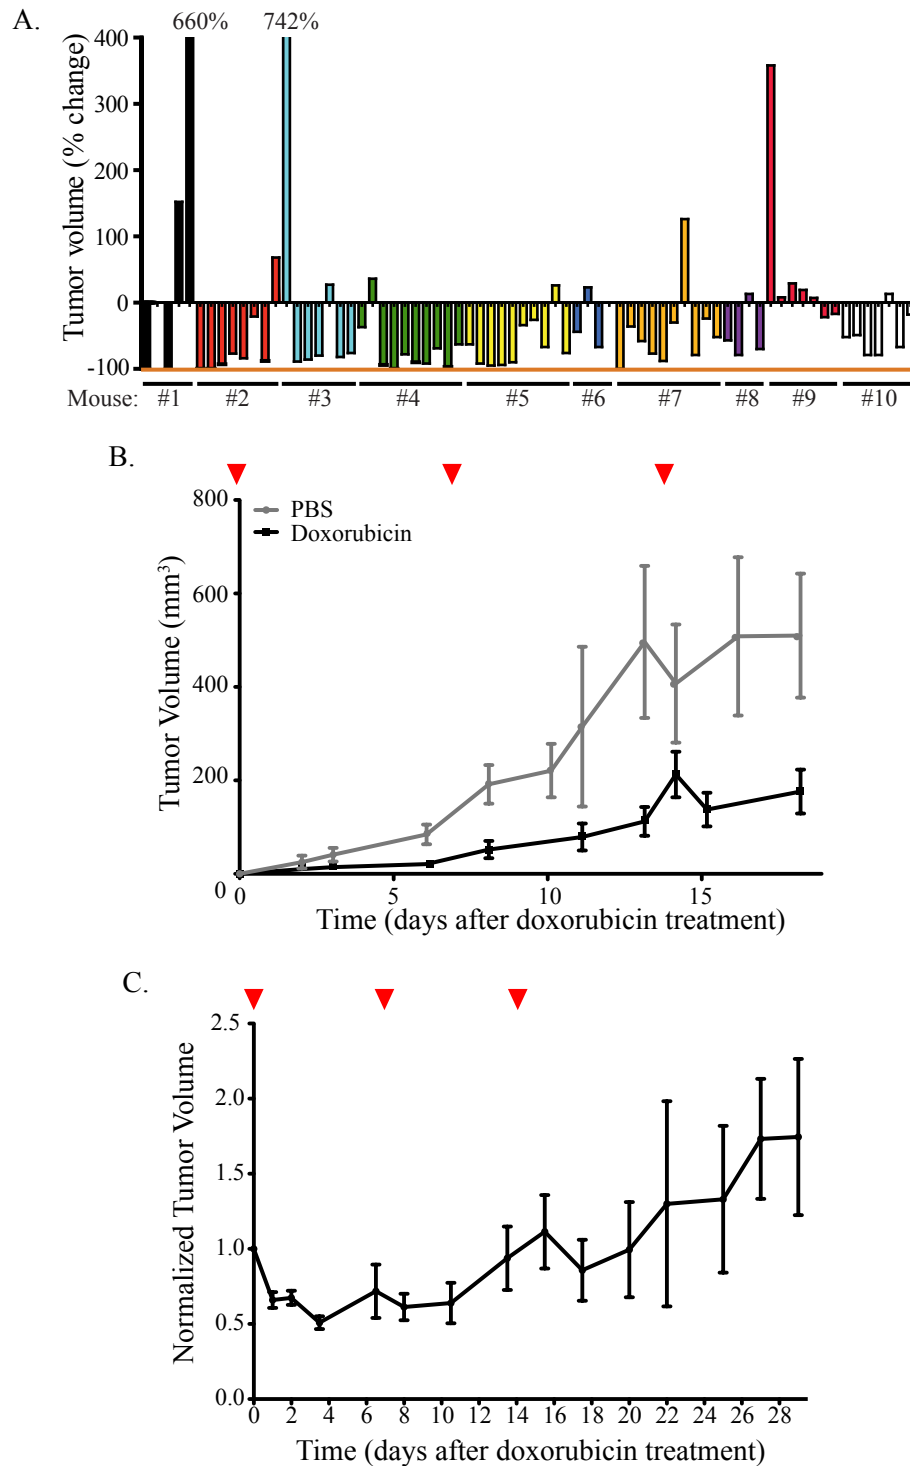 A.
660% 742%
Tumor volume (% change)
400
300
200
100
0
-100
Mouse: #1 #2 #3 #4 #5 #6 #7 #8 #9 #10
B.
800
600
400
200
0
Tumor Volume (mm³)
PBS
Doxorubicin
0 5 10 15
Time (days after doxorubicin treatment)
C.
2.5
2.0
1.5
1.0
0.5
0.0
Normalized Tumor Volume
0 2 4 6 8 10 12 14 16 18 20 22 24 26 28
Time (days after doxorubicin treatment)